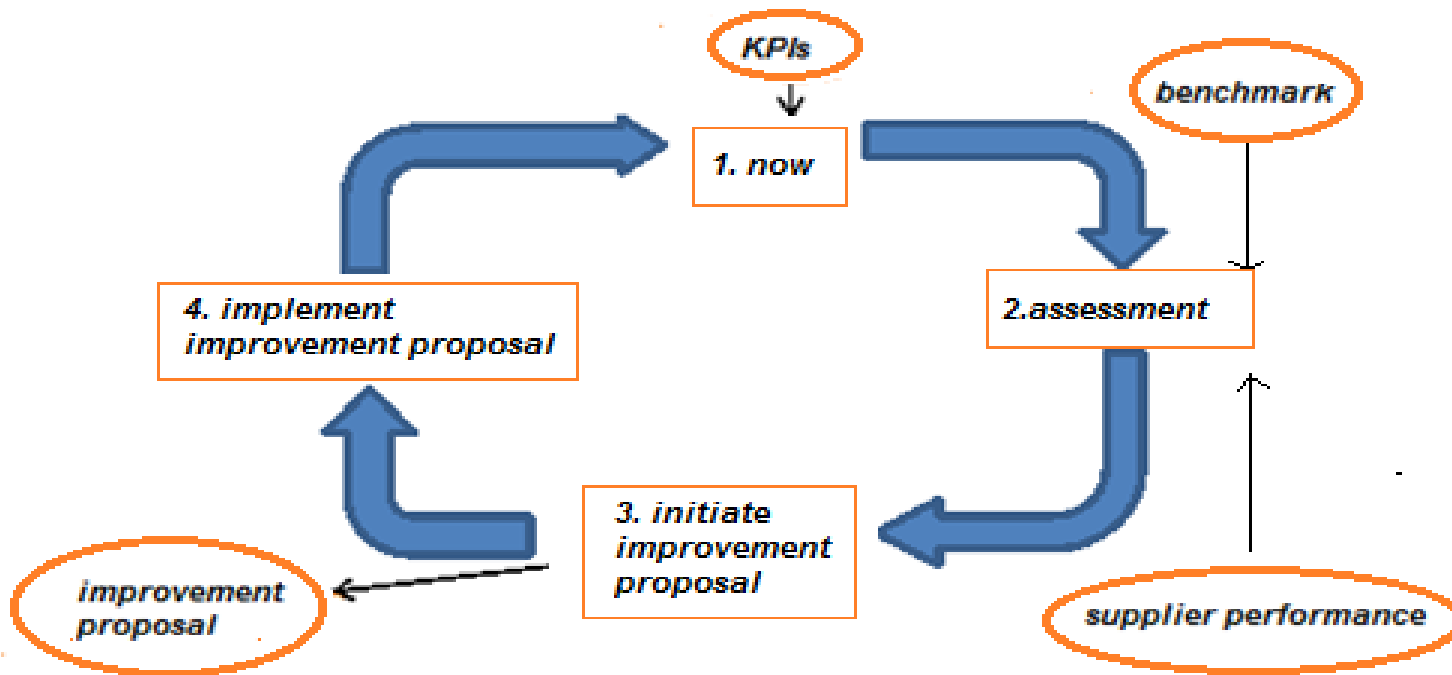 KPIs
benchmark
1. now
2.assessment
4. implement
improvement proposal
3. initiate
improvement
proposal
improvement
proposal
supplier performance